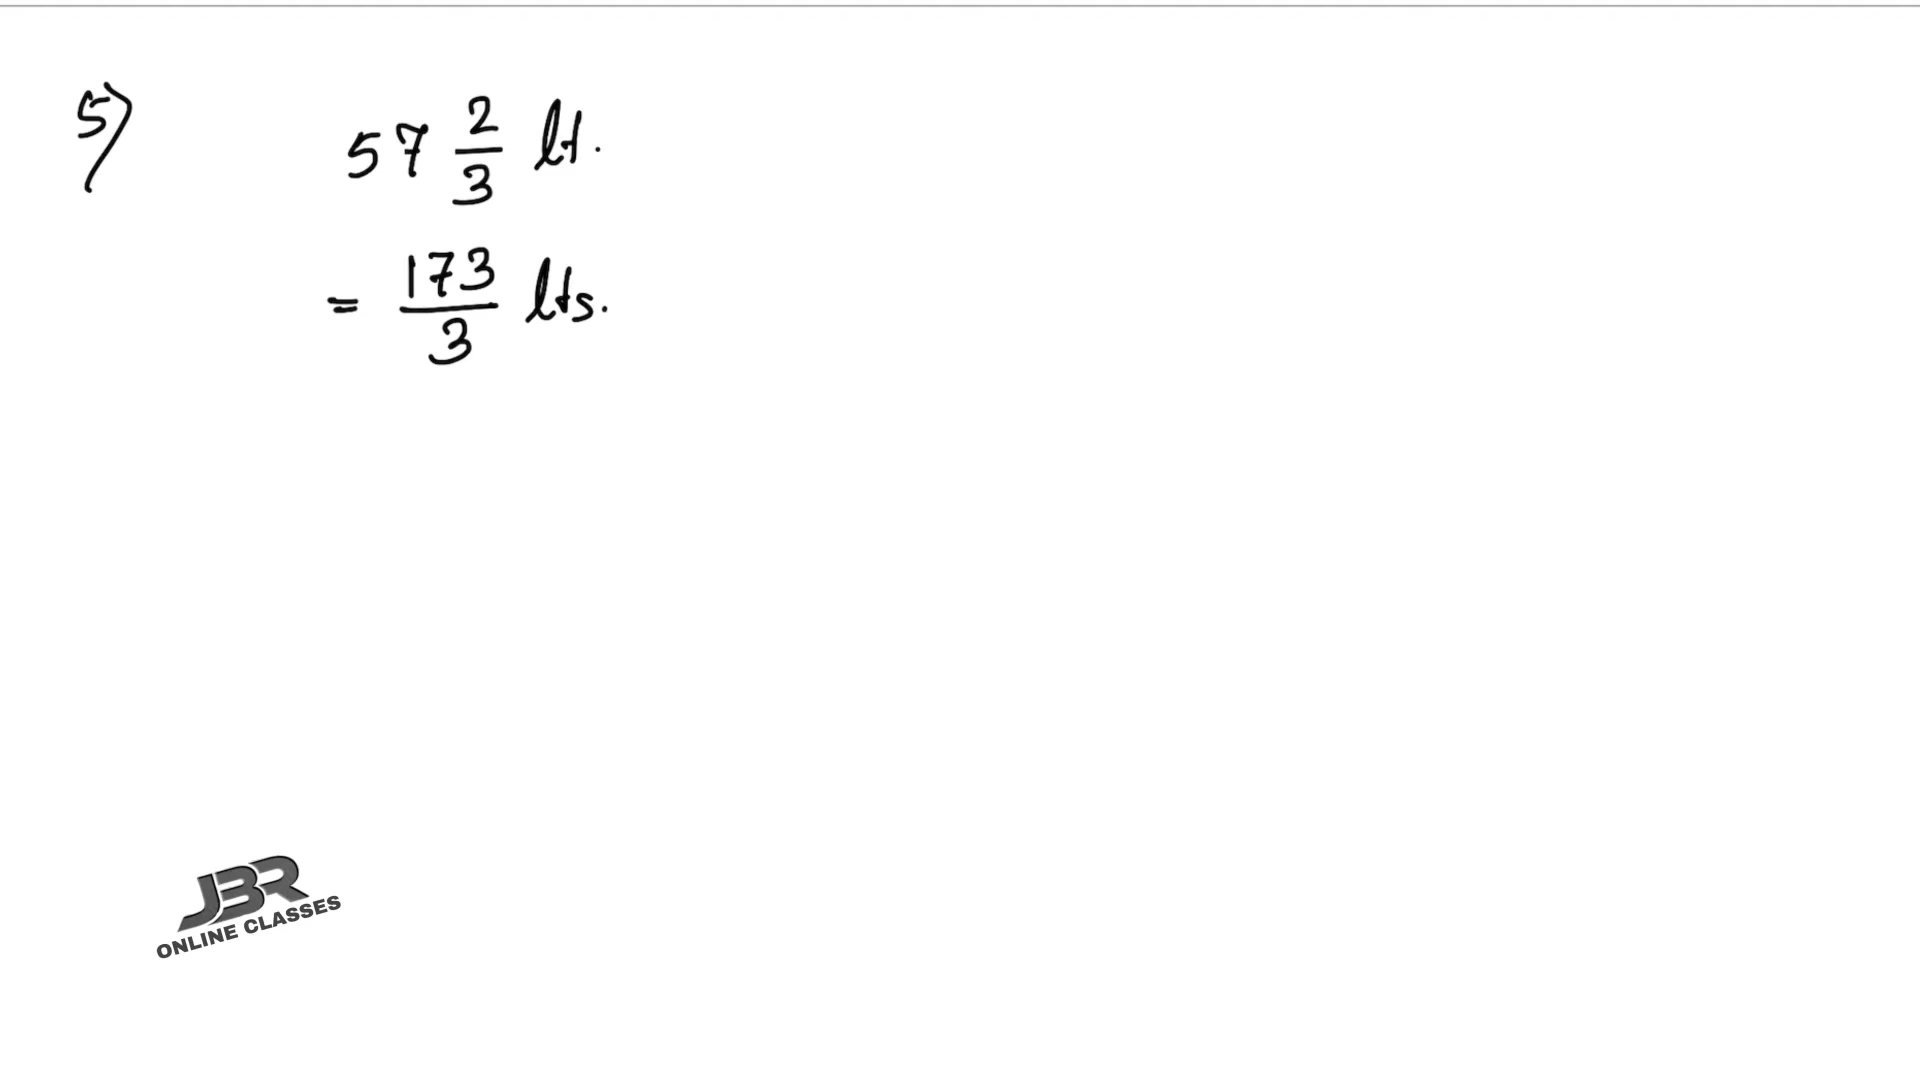 5) 57 2/3 lt.
= 173/3 lts.
JBR
ONLINE CLASSES